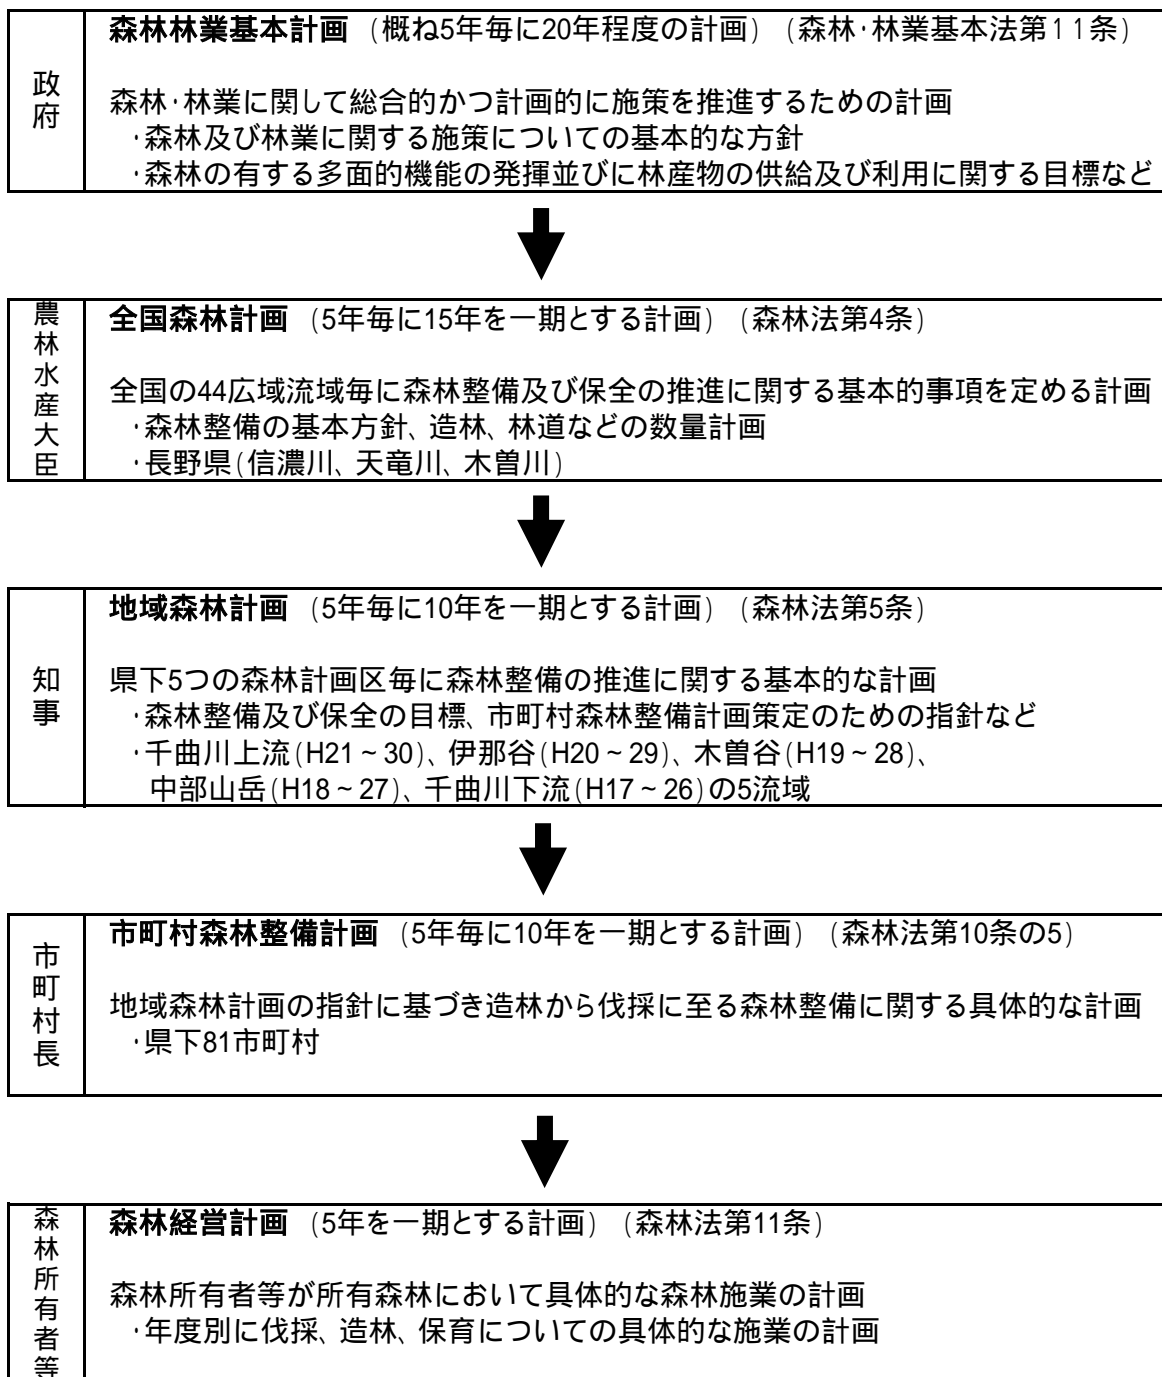 政府
森林林業基本計画 (概ね5年毎に20年程度の計画) (森林・林業基本法第11条)
森林・林業に関して総合的かつ計画的に施策を推進するための計画
・森林及び林業に関する施策についての基本的な方針
・森林の有する多面的機能の発揮並びに林産物の供給及び利用に関する目標など
農林水産大臣
全国森林計画 (5年毎に15年を一期とする計画) (森林法第4条)
全国の44広域流域毎に森林整備及び保全の推進に関する基本的事項を定める計画
・森林整備の基本方針、造林、林道などの数量計画
・長野県(信濃川、天竜川、木曽川)
知事
地域森林計画 (5年毎に10年を一期とする計画) (森林法第5条)
県下5つの森林計画区毎に森林整備の推進に関する基本的な計画
・森林整備及び保全の目標、市町村森林整備計画策定のための指針など
・千曲川上流(H21~30)、伊那谷(H20~29)、木曽谷(H19~28)、
中部山岳(H18~27)、千曲川下流(H17~26)の5流域
市町村長
市町村森林整備計画 (5年毎に10年を一期とする計画) (森林法第10条の5)
地域森林計画の指針に基づき造林から伐採に至る森林整備に関する具体的な計画
・県下81市町村
森林所有者等
森林経営計画 (5年を一期とする計画) (森林法第11条)
森林所有者等が所有森林において具体的な森林施業の計画
・年度別に伐採、造林、保育についての具体的な施業の計画